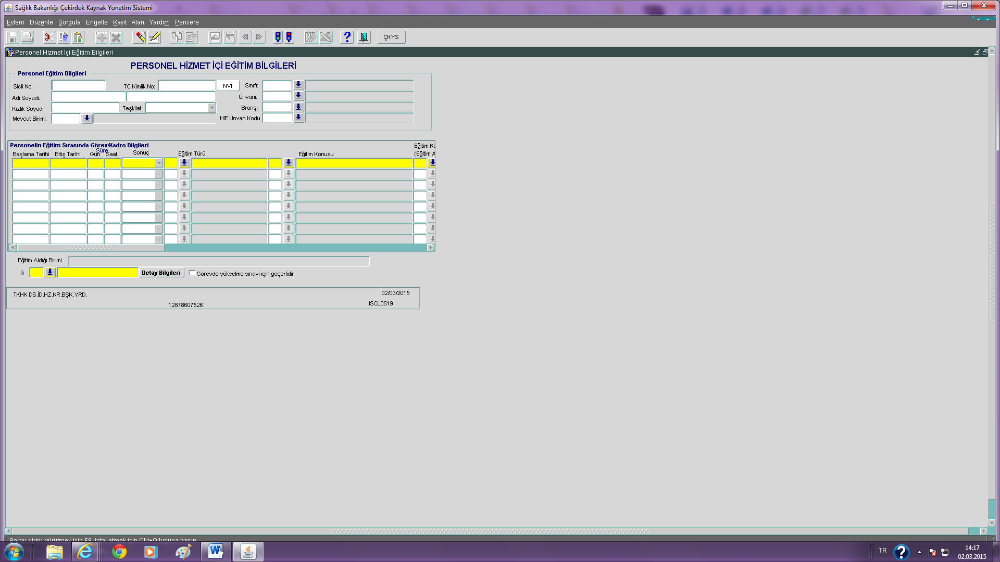 Sağlık Bakanlığı Çekirdek Kaynak Yönetim Sistemi
Eylem Düzenle Sorgula Engelle Kayıt Alan Yardım Pencere
ÇKYS
Personel Hizmet İçi Eğitim Bilgileri
PERSONEL HİZMET İÇİ EĞİTİM BİLGİLERİ
Personel Eğitim Bilgileri
Sicil No: TC Kimlik No: NVİ Sınıfı:
Adı Soyadı: Ünvanı:
Kızlık Soyadı: Teşkilat: Branşı:
Mevcut Birimi: HIE Ünvan Kodu
Personelin Eğitim Sırasında Görev/Kadro Bilgileri Eğitim Ko
Süre
Başlama Tarihi Bitiş Tarihi Gün Saat Sonuç Eğitim Türü Eğitim Konusu (Eğitim A
Eğitim Aldığı Birimi
İli Detay Bilgileri Görevde yükselme sınavı için geçerlidir
TKHK DS.İD.HZ.KR.BŞK.YRD. 02/03/2015
12878607526 ISCL0519
Sorgu girin; yürütmek için F8, iptal etmek için Ctrl+Q tuşuna basın.
TR 14:17
02.03.2015